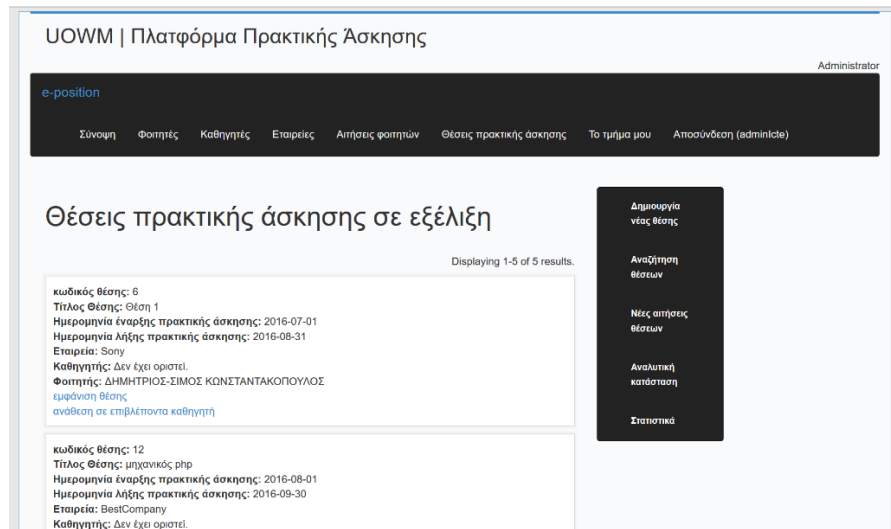 UOWM | Πλατφόρμα Πρακτικής Άσκησης
Administrator
e-position
Σύνοψη Φοιτητές Καθηγητές Εταιρείες Αιτήσεις φοιτητών Θέσεις πρακτικής άσκησης Το τμήμα μου Αποσύνδεση (adminIcte)
Θέσεις πρακτικής άσκησης σε εξέλιξη
Displaying 1-5 of 5 results.
κωδικός θέσης: 6
Τίτλος Θέσης: Θέση 1
Ημερομηνία έναρξης πρακτικής άσκησης: 2016-07-01
Ημερομηνία λήξης πρακτικής άσκησης: 2016-08-31
Εταιρεία: Sony
Καθηγητής: Δεν έχει οριστεί.
Φοιτητής: ΔΗΜΗΤΡΙΟΣ-ΣΙΜΟΣ ΚΩΝΣΤΑΝΤΑΚΟΠΟΥΛΟΣ
εμφάνιση θέσης
ανάθεση σε επιβλέποντα καθηγητή
κωδικός θέσης: 12
Τίτλος Θέσης: μηχανικός php
Ημερομηνία έναρξης πρακτικής άσκησης: 2016-08-01
Ημερομηνία λήξης πρακτικής άσκησης: 2016-09-30
Εταιρεία: BestCompany
Καθηγητής: Δεν έχει οριστεί.
Δημιουργία
νέας θέσης
Αναζήτηση
θέσεων
Νέες αιτήσεις
θέσεων
Αναλυτική
κατάσταση
Στατιστικά